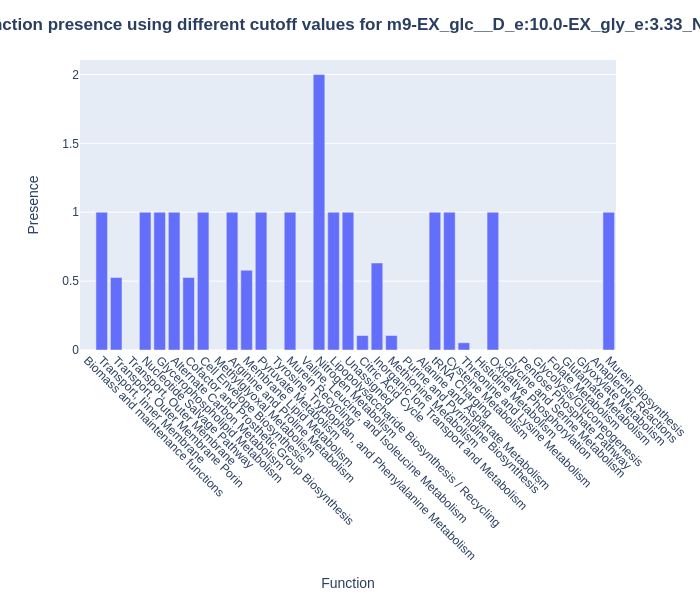 nction presence using different cutoff values for m9-EX_glc__D_e:10.0-EX_gly_e:3.33_N
Presence
2
1.5
1
0.5
0
Biomass and maintenance functions
Transport, Inner Membrane
Transport, Outer Membrane
Transport, Outer Membrane Porin
Nucleotide Salvage Pathway
Glycerophospholipid Metabolism
Alternate Carbon Metabolism
Cofactor and Prosthetic Group Biosynthesis
Cell Envelope Biosynthesis
Methylglyoxal Metabolism
Arginine and Proline Metabolism
Membrane Lipid Metabolism
Pyruvate Metabolism
Tyrosine, Tryptophan, and Phenylalanine Metabolism
Murein Recycling
Valine, Leucine, and Isoleucine Metabolism
Nitrogen Metabolism
Lipopolysaccharide Biosynthesis / Recycling
Unassigned
Citric Acid Cycle
Inorganic Ion Transport and Metabolism
Methionine Metabolism
Purine and Pyrimidine Biosynthesis
Alanine and Aspartate Metabolism
tRNA Charging
Cysteine Metabolism
Threonine and Lysine Metabolism
Histidine Metabolism
Oxidative Phosphorylation
Glycine and Serine Metabolism
Pentose Phosphate Pathway
Glycolysis/Gluconeogenesis
Folate Metabolism
Glutamate Metabolism
Glyoxylate Metabolism
Anaplerotic Reactions
Murein Biosynthesis
Function